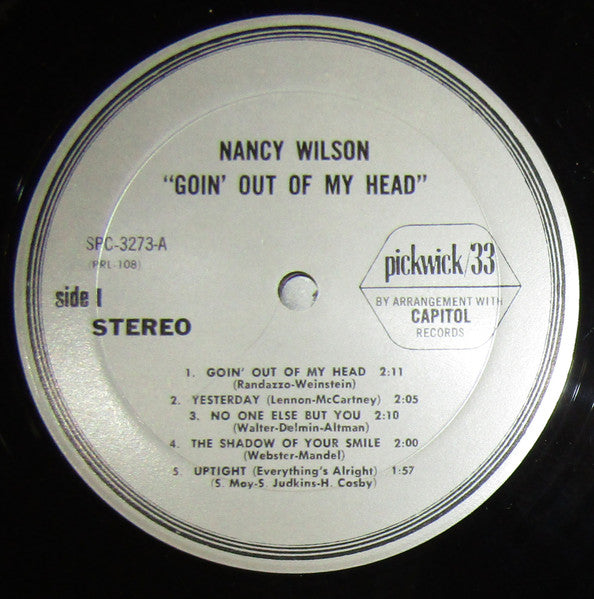 NANCY WILSON
"GOIN' OUT OF MY HEAD"
SPC-3273-A
(PRL-108)
side 1
STEREO
pickwick/33
BY ARRANGEMENT WITH
CAPITOL
RECORDS
1. GOIN' OUT OF MY HEAD 2:11
(Randazzo-Weinstein)
2. YESTERDAY (Lennon-McCartney) 2:05
3. NO ONE ELSE BUT YOU 2:10
(Walter-Delmin-Altman)
4. THE SHADOW OF YOUR SMILE 2:00
(Webster-Mandel)
5. UPTIGHT (Everything's Alright) 1:57
(S. Moy-S. Judkins-H. Cosby)